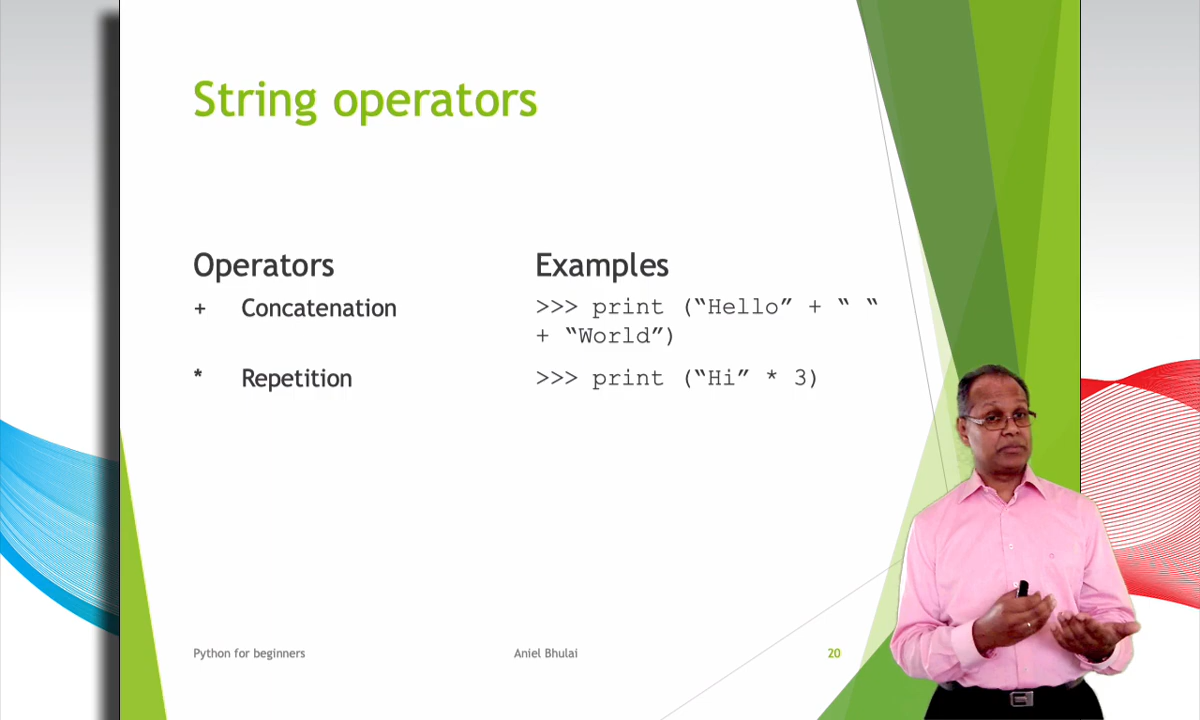 String operators
Operators
Examples
+ Concatenation
>>> print (“Hello” + “ “
+ “World”)
* Repetition
>>> print (“Hi” * 3)
Python for beginners
Aniel Bhulai
20